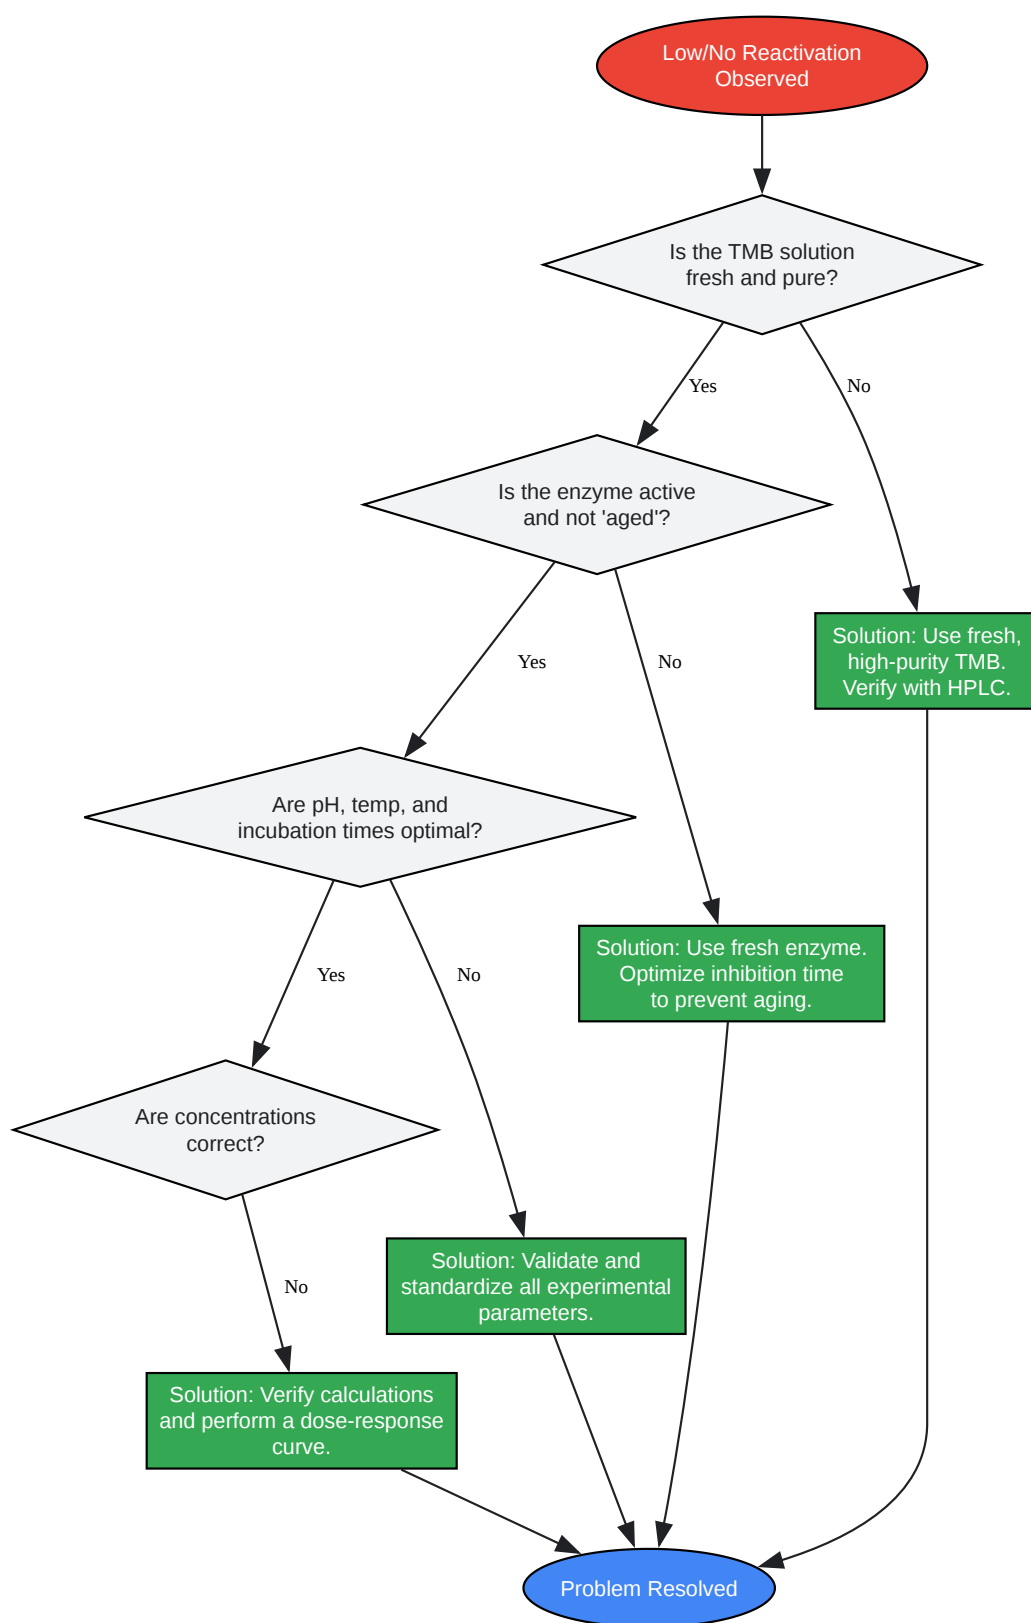 Low/No Reactivation
Observed
Is the TMB solution
fresh and pure?
Yes
No
Is the enzyme active
and not 'aged'?
Solution: Use fresh,
high-purity TMB.
Verify with HPLC.
Yes
No
Are pH, temp, and
incubation times optimal?
Solution: Use fresh enzyme.
Optimize inhibition time
to prevent aging.
Yes
No
Are concentrations
correct?
Solution: Validate and
standardize all experimental
parameters.
No
Solution: Verify calculations
and perform a dose-response
curve.
Problem Resolved